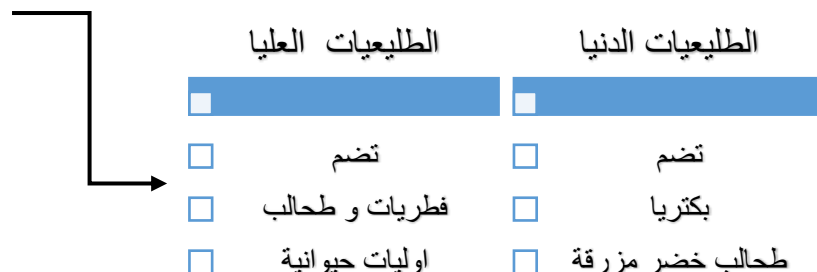 الطليعيات الدنيا
الطليعيات العليا
تضم
تضم
بكتريا
فطريات و طحالب
طحالب خضر مزرقة
اوليات حيوانية